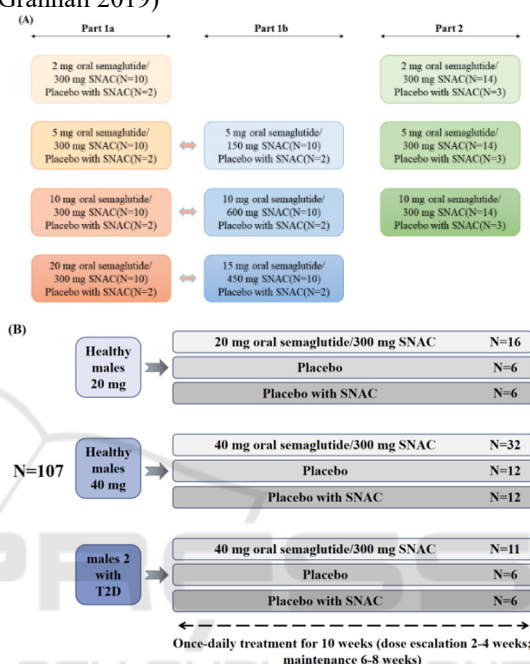 Granhall 2019)
(A)
Part 1a
Part 1b
Part 2
2 mg oral semaglutide/
300 mg SNAC(N=10)
Placebo with SNAC(N=2)
2 mg oral semaglutide/
300 mg SNAC(N=14)
Placebo with SNAC(N=3)
5 mg oral semaglutide/
300 mg SNAC(N=10)
Placebo with SNAC(N=2)
5 mg oral semaglutide/
150 mg SNAC(N=10)
Placebo with SNAC(N=2)
5 mg oral semaglutide/
300 mg SNAC(N=14)
Placebo with SNAC(N=3)
10 mg oral semaglutide/
300 mg SNAC(N=10)
Placebo with SNAC(N=2)
10 mg oral semaglutide/
600 mg SNAC(N=10)
Placebo with SNAC(N=2)
10 mg oral semaglutide/
300 mg SNAC(N=14)
Placebo with SNAC(N=3)
20 mg oral semaglutide/
300 mg SNAC(N=10)
Placebo with SNAC(N=2)
15 mg oral semaglutide/
450 mg SNAC(N=10)
Placebo with SNAC(N=2)
(B)
N=107
Healthy
males
20 mg
20 mg oral semaglutide/300 mg SNAC N=16
Placebo N=6
Placebo with SNAC N=6
Healthy
males
40 mg
40 mg oral semaglutide/300 mg SNAC N=32
Placebo N=12
Placebo with SNAC N=12
males 2
with
T2D
40 mg oral semaglutide/300 mg SNAC N=11
Placebo N=6
Placebo with SNAC N=6
Once-daily treatment for 10 weeks (dose escalation 2-4 weeks;
maintenance 6-8 weeks)